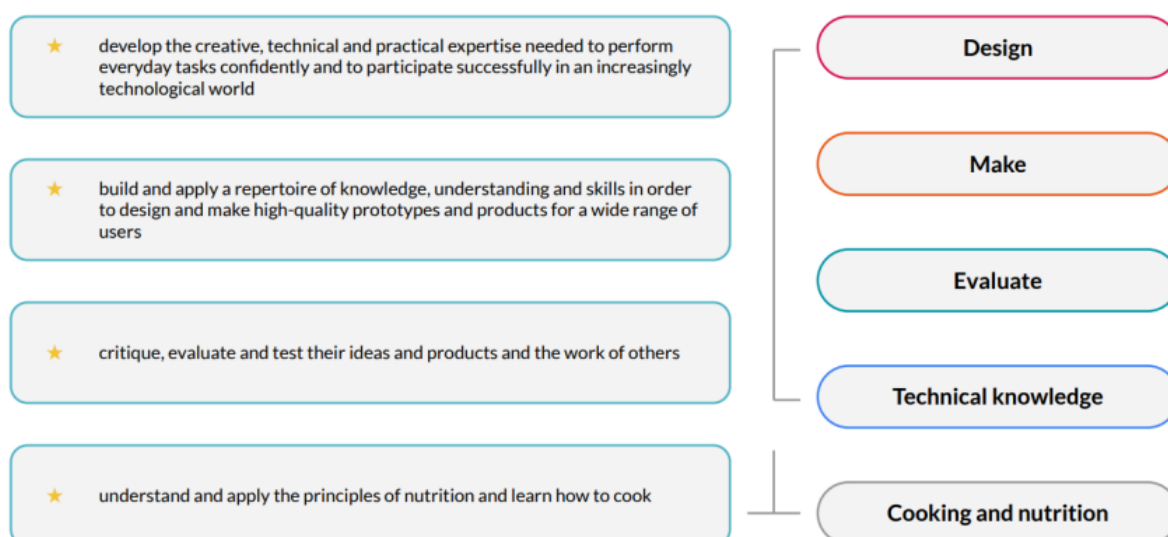 develop the creative, technical and practical expertise needed to perform
everyday tasks confidently and to participate successfully in an increasingly
technological world
build and apply a repertoire of knowledge, understanding and skills in order
to design and make high-quality prototypes and products for a wide range of
users
critique, evaluate and test their ideas and products and the work of others
understand and apply the principles of nutrition and learn how to cook
Design
Make
Evaluate
Technical knowledge
Cooking and nutrition